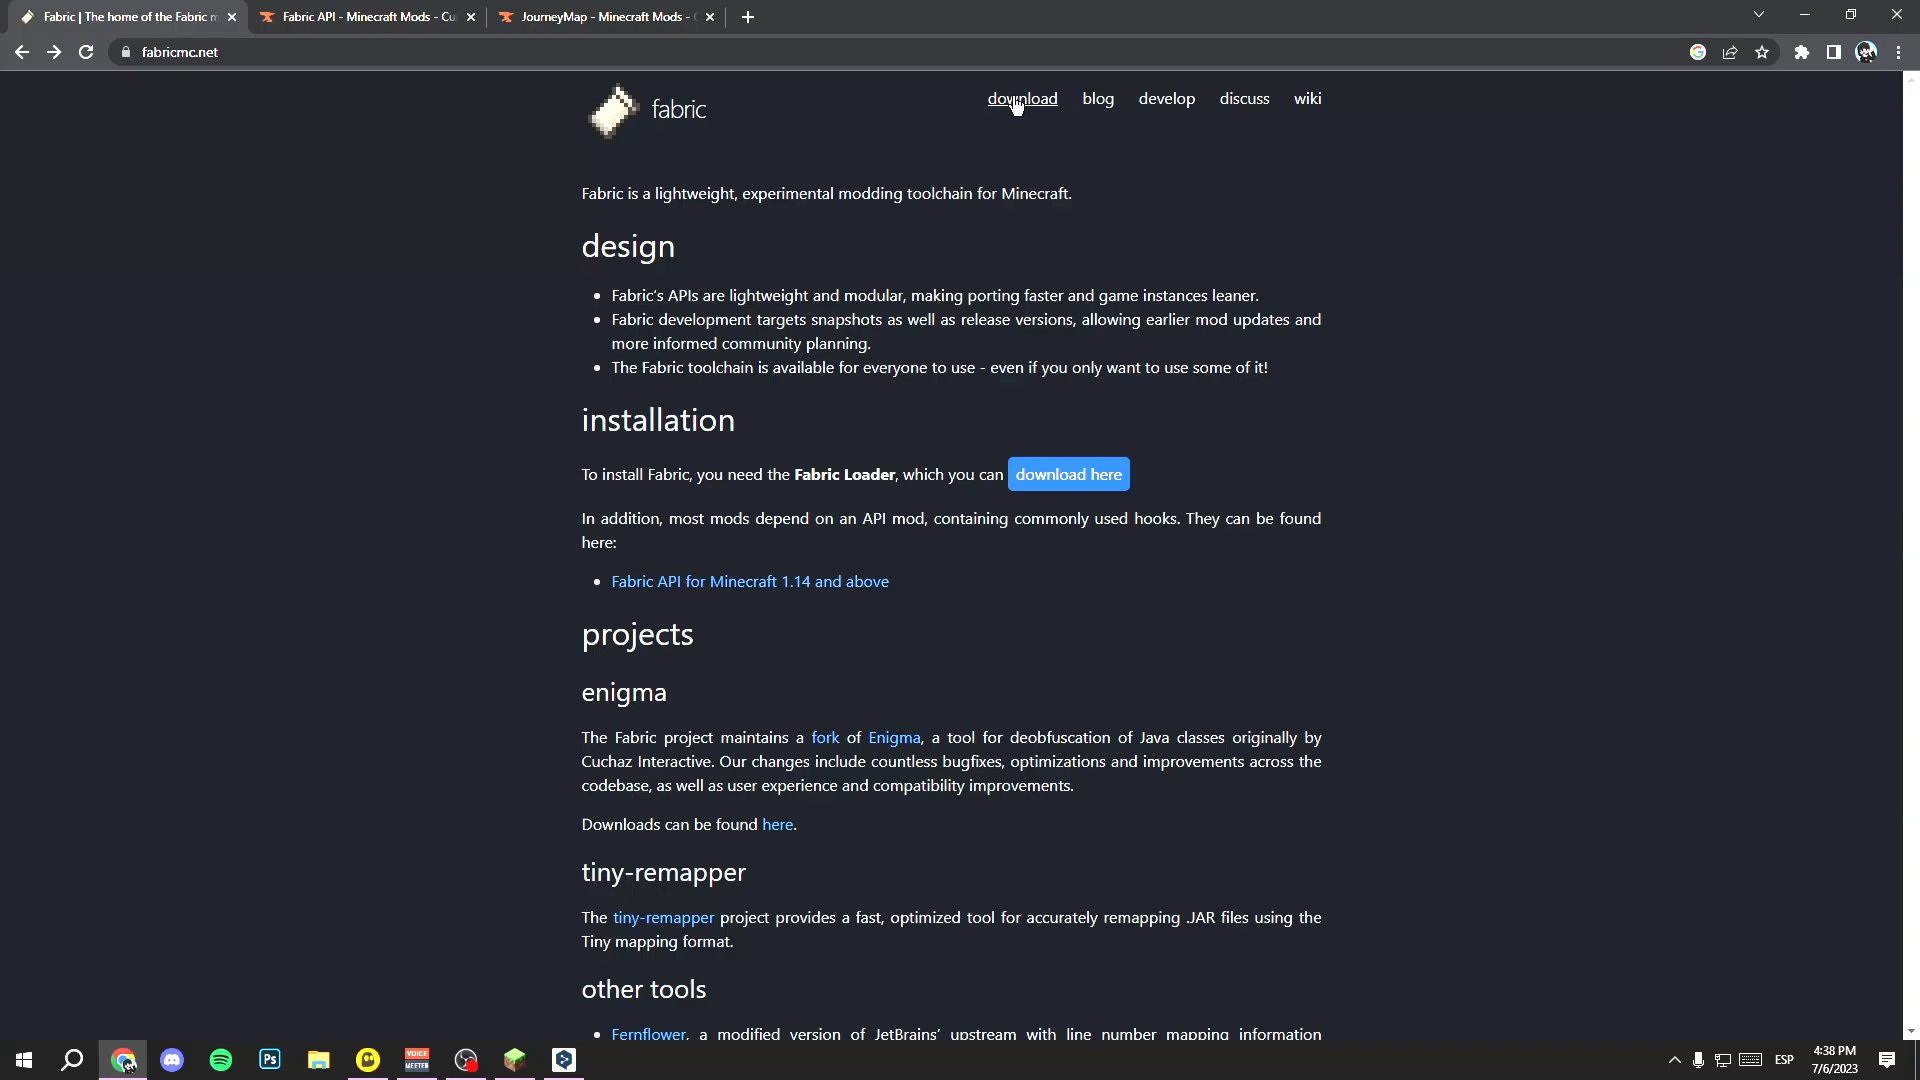 Fabric | The home of the Fabric m
Fabric API - Minecraft Mods - Cu
JourneyMap - Minecraft Mods -
fabricmc.net
fabric
download
blog
develop
discuss
wiki
Fabric is a lightweight, experimental modding toolchain for Minecraft.
design
• Fabric's APIs are lightweight and modular, making porting faster and game instances leaner.
• Fabric development targets snapshots as well as release versions, allowing earlier mod updates and
more informed community planning.
• The Fabric toolchain is available for everyone to use - even if you only want to use some of it!
installation
To install Fabric, you need the Fabric Loader, which you can download here
In addition, most mods depend on an API mod, containing commonly used hooks. They can be found
here:
• Fabric API for Minecraft 1.14 and above
projects
enigma
The Fabric project maintains a fork of Enigma, a tool for deobfuscation of Java classes originally by
Cuchaz Interactive. Our changes include countless bugfixes, optimizations and improvements across the
codebase, as well as user experience and compatibility improvements.
Downloads can be found here.
tiny-remapper
The tiny-remapper project provides a fast, optimized tool for accurately remapping .JAR files using the
Tiny mapping format.
other tools
• Fernflower, a modified version of JetBrains' upstream with line number mapping information
Ps
VOICE
MEETER
ESP
4:38 PM
7/6/2023